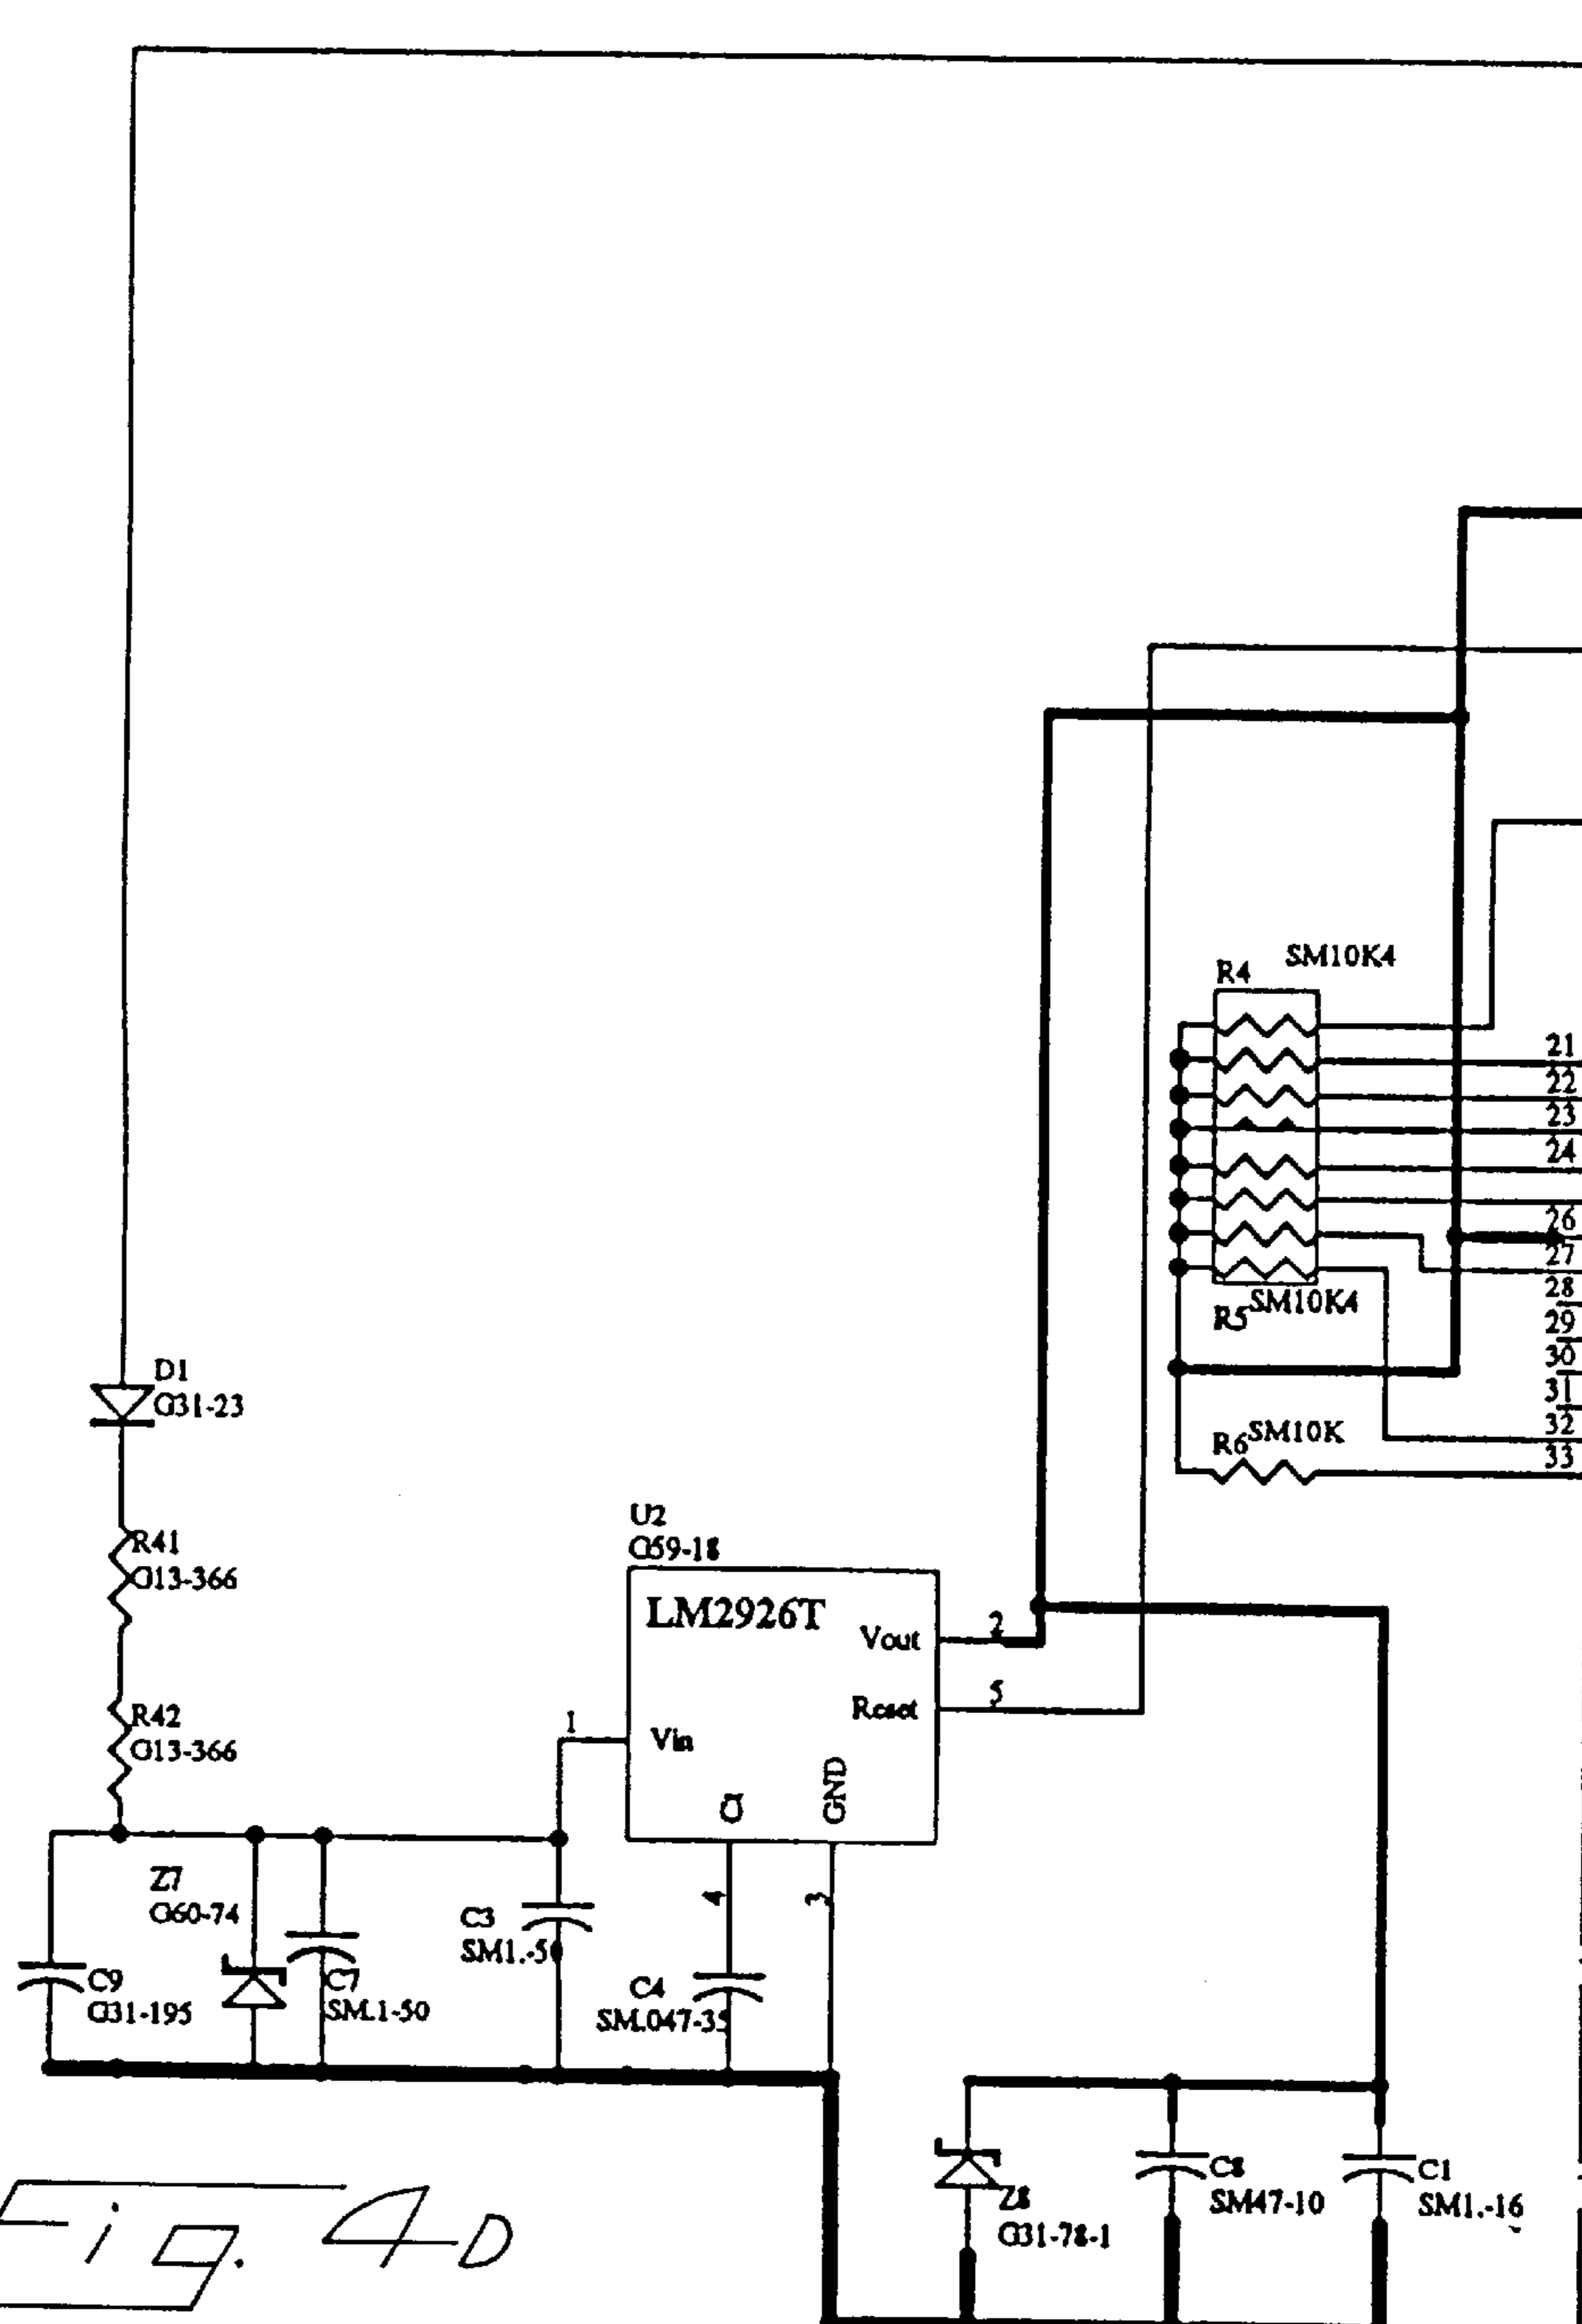 SM10K4
R4
21
22
23
24
26
27
28
29
30
31
32
33
SM10K4
R5
R6 SM10K
D1
G31-23
R41
G13-366
R42
G13-366
U2
G59-18
LM2926T
Vout
2
Reset
5
1
Vin
GND
4
3
Z7
G60-74
C9
G31-195
C7
SM.1-50
C3
SM1.-50
C4
SM.047-35
Z8
G31-78-1
C8
SM47-10
C1
SM1.-16
Fig. 4D